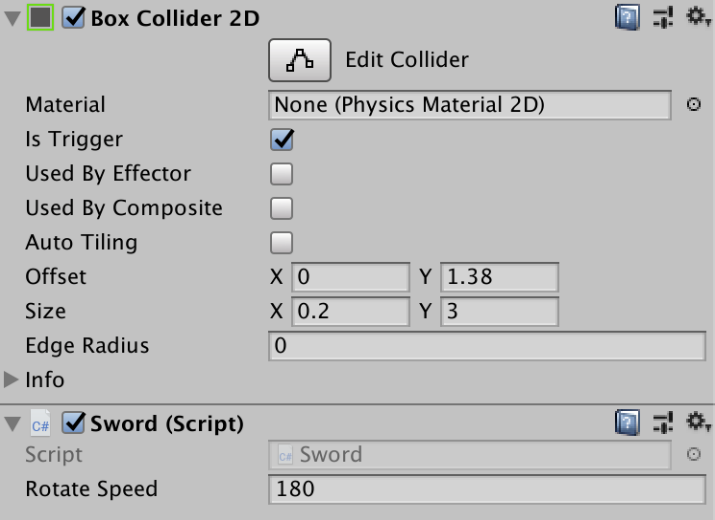 Box Collider 2D
Edit Collider
Material None (Physics Material 2D)
Is Trigger
Used By Effector
Used By Composite
Auto Tiling
Offset X 0 Y 1.38
Size X 0.2 Y 3
Edge Radius 0
Info
C# Sword (Script)
Script C# Sword
Rotate Speed 180